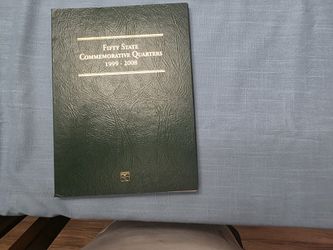 FIFTY STATE
COMMEMORATIVE QUARTERS
1999 - 2008